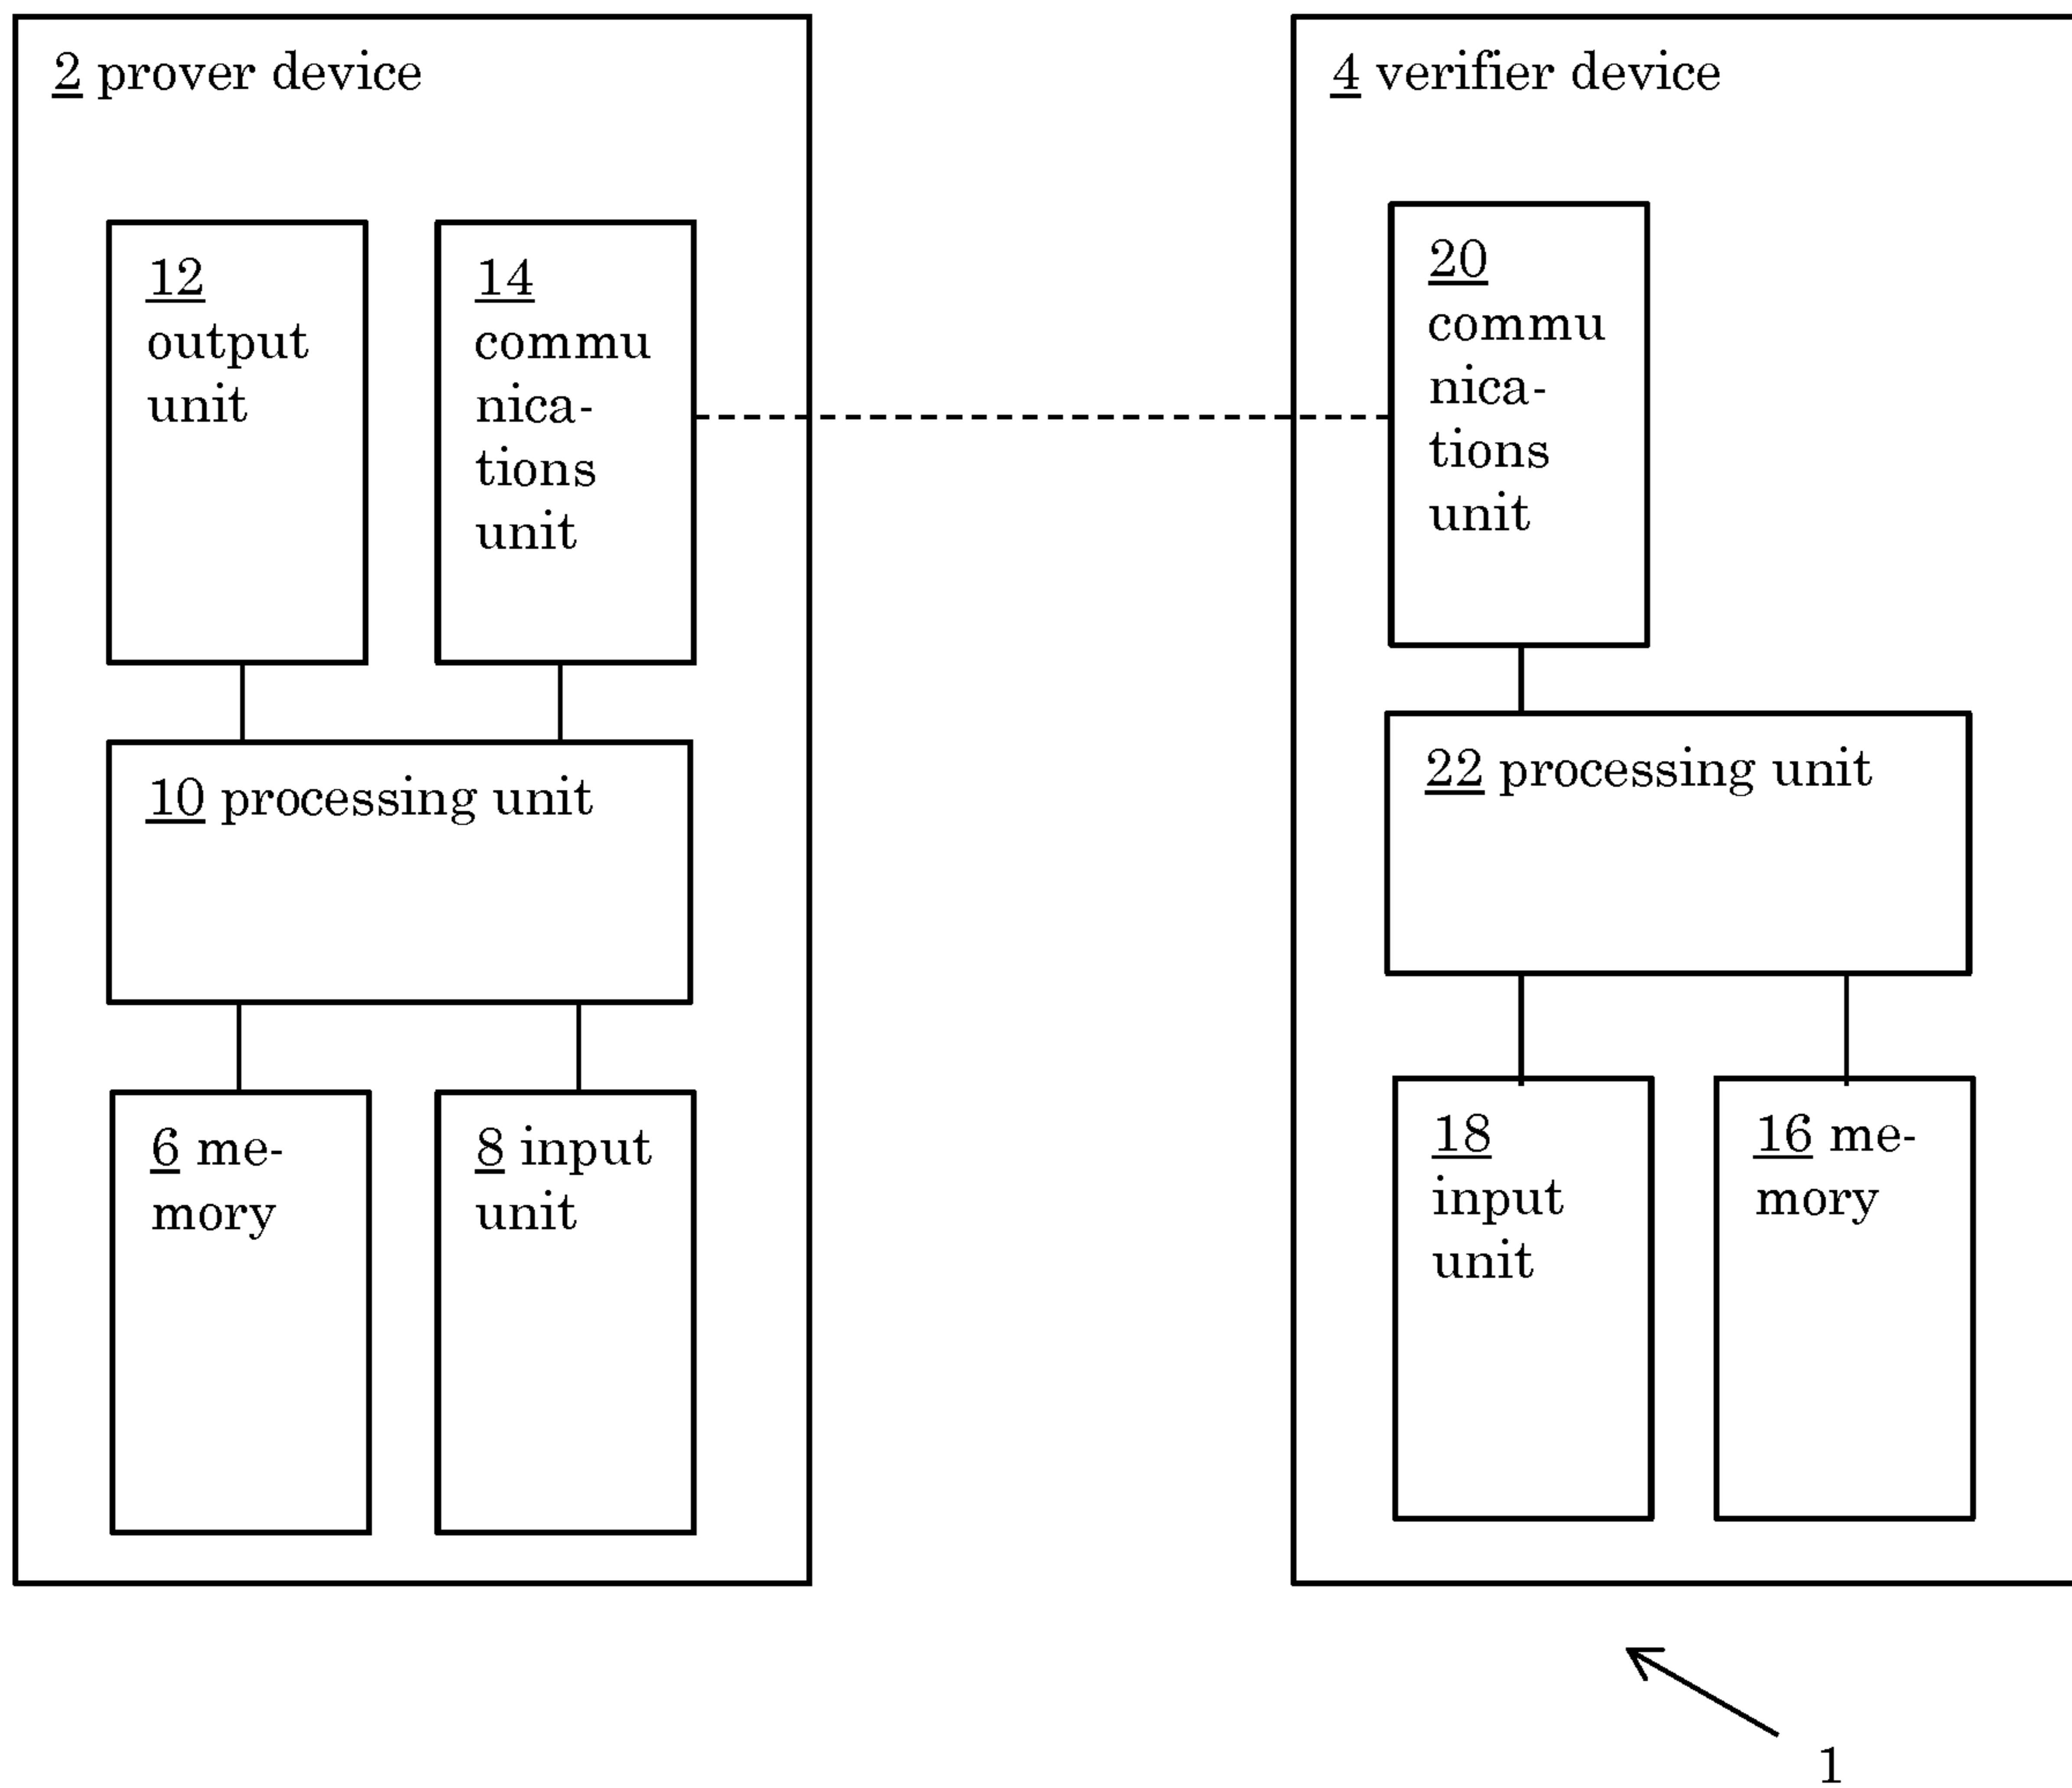 2 prover device
12
output
unit
14
commu
nica-
tions
unit
10 processing unit
6 me-
mory
8 input
unit
4 verifier device
20
commu
nica-
tions
unit
22 processing unit
18
input
unit
16 me-
mory
1